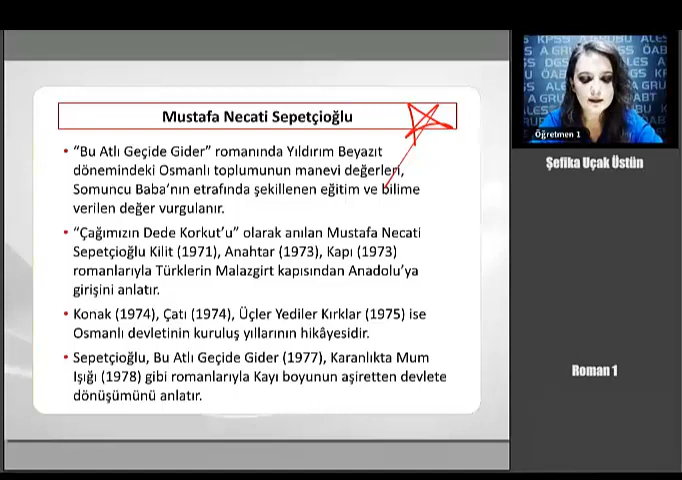 Mustafa Necati Sepetçioğlu
• "Bu Atlı Geçide Gider" romanında Yıldırım Beyazıt
dönemindeki Osmanlı toplumunun manevi değerleri,
Somuncu Baba'nın etrafında şekillenen eğitim ve bilime
verilen değer vurgulanır.
• "Çağımızın Dede Korkut'u" olarak anılan Mustafa Necati
Sepetçioğlu Kilit (1971), Anahtar (1973), Kapı (1973)
romanlarıyla Türklerin Malazgirt kapısından Anadolu'ya
girişini anlatır.
• Konak (1974), Çatı (1974), Üçler Yediler Kırklar (1975) ise
Osmanlı devletinin kuruluş yıllarının hikâyesidir.
• Sepetçioğlu, Bu Atlı Geçide Gider (1977), Karanlıkta Mum
Işığı (1978) gibi romanlarıyla Kayı boyunun aşiretten devlete
dönüşümünü anlatır.
Öğretmen 1
Şefika Uçak Üstün
Roman 1